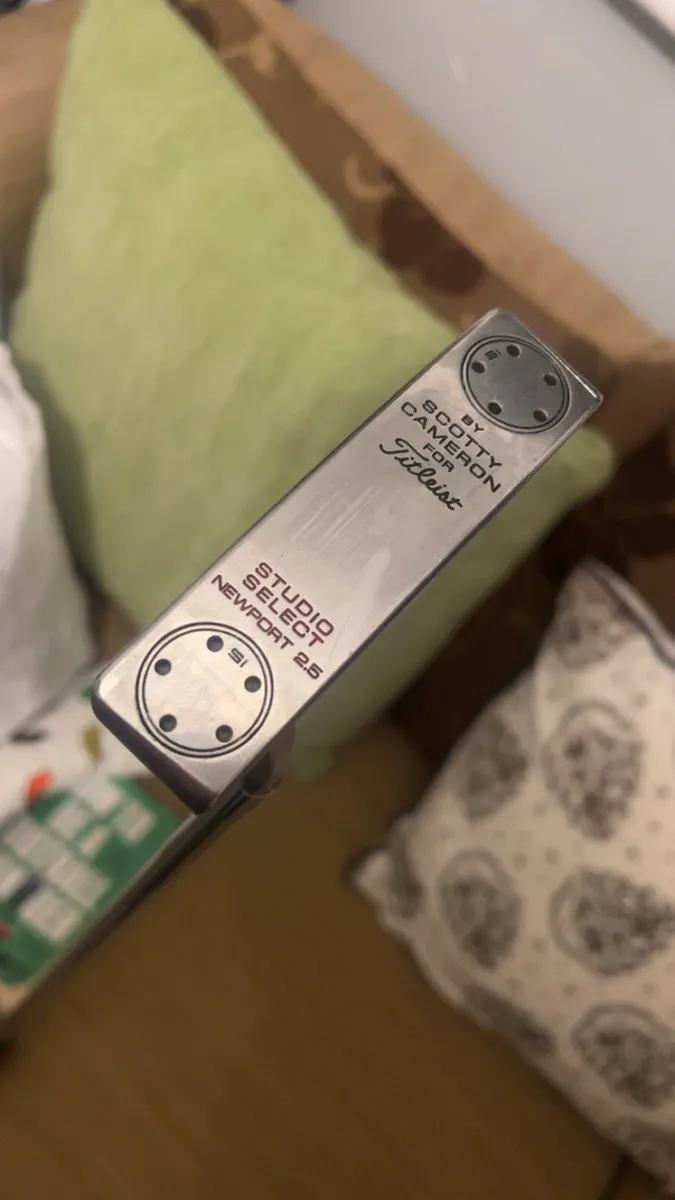 BY
SCOTTY
CAMERON
FOR
Titleist
STUDIO
SELECT
NEWPORT 2.5